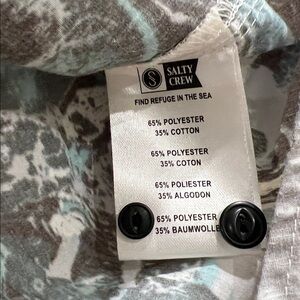 SALTY
CREW
FIND REFUGE IN THE SEA
65% POLYESTER
35% COTTON
65% POLYESTER
35% COTON
65% POLIESTER
35% ALGODON
65% POLYESTER
35% BAUMWOLLE